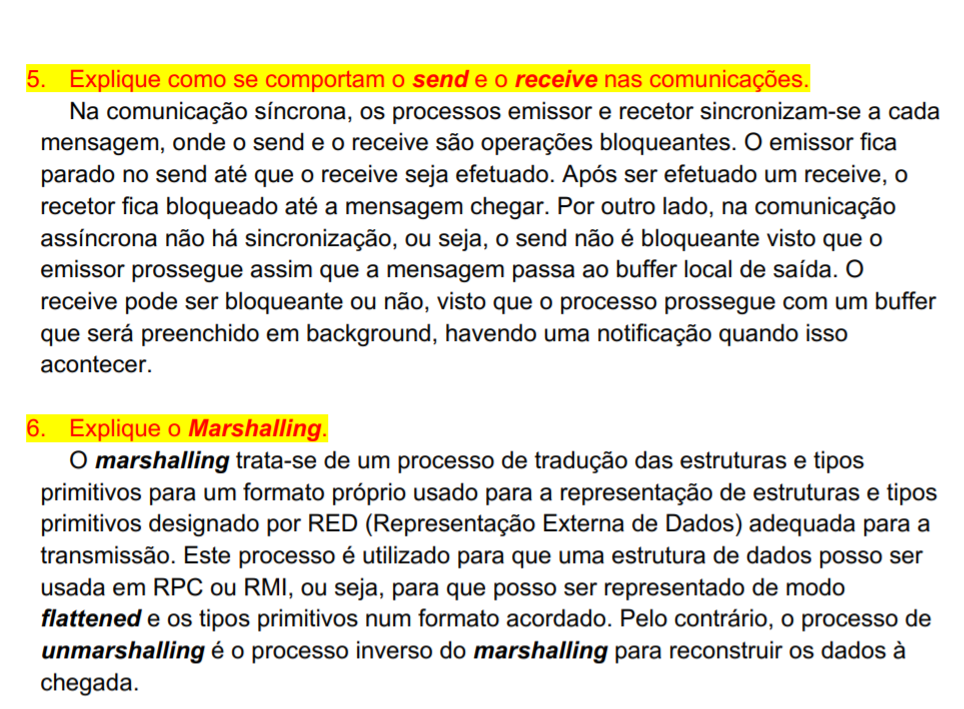 5. Explique como se comportam o send e o receive nas comunicações.
Na comunicação síncrona, os processos emissor e recetor sincronizam-se a cada
mensagem, onde o send e o receive são operações bloqueantes. O emissor fica
parado no send até que o receive seja efetuado. Após ser efetuado um receive, o
recetor fica bloqueado até a mensagem chegar. Por outro lado, na comunicação
assíncrona não há sincronização, ou seja, o send não é bloqueante visto que o
emissor prossegue assim que a mensagem passa ao buffer local de saída. O
receive pode ser bloqueante ou não, visto que o processo prossegue com um buffer
que será preenchido em background, havendo uma notificação quando isso
acontecer.
6. Explique o Marshalling.
O marshalling trata-se de um processo de tradução das estruturas e tipos
primitivos para um formato próprio usado para a representação de estruturas e tipos
primitivos designado por RED (Representação Externa de Dados) adequada para a
transmissão. Este processo é utilizado para que uma estrutura de dados posso ser
usada em RPC ou RMI, ou seja, para que posso ser representado de modo
flattened e os tipos primitivos num formato acordado. Pelo contrário, o processo de
unmarshalling é o processo inverso do marshalling para reconstruir os dados à
chegada.